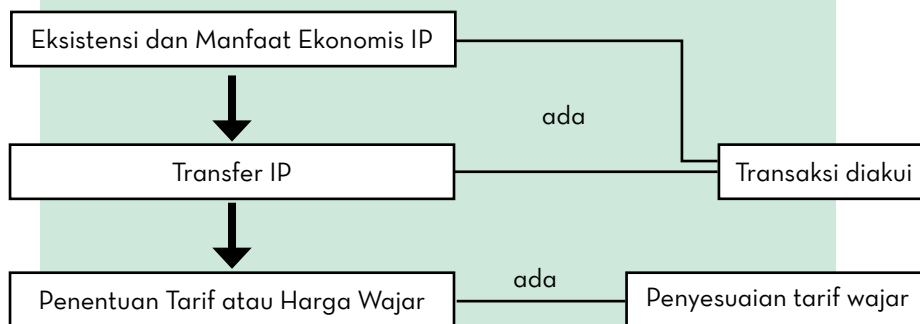 Eksistensi dan Manfaat Ekonomis IP
ada
Transfer IP
Transaksi diakui
Penentuan Tarif atau Harga Wajar
ada
Penyesuaian tarif wajar